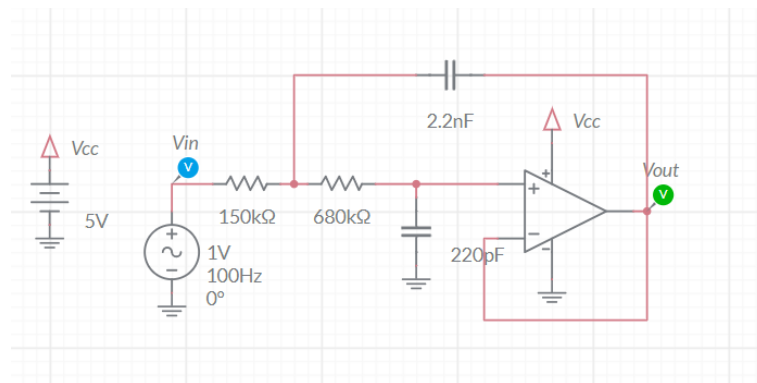 2.2nF
Vcc
Vcc
Vin
V
Vout
V
5V
150kΩ
680kΩ
220pF
1V
100Hz
0°